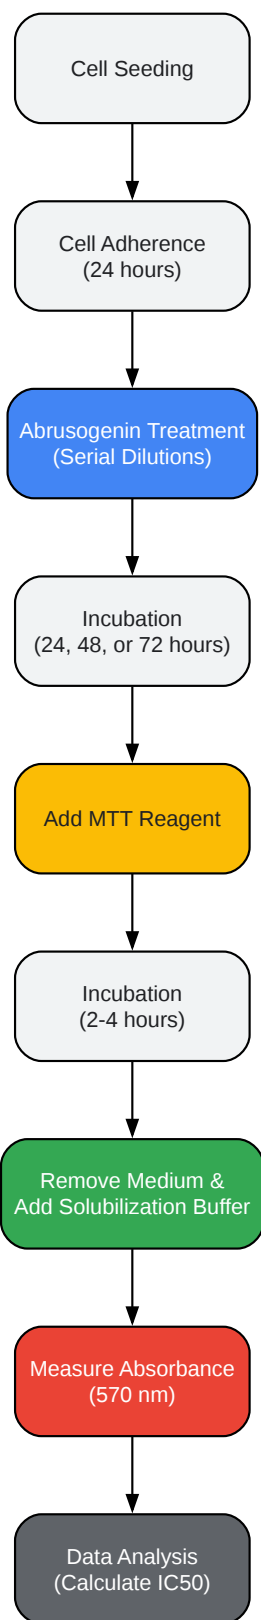 Cell Seeding
Cell Adherence
(24 hours)
Abrusogenin Treatment
(Serial Dilutions)
Incubation
(24, 48, or 72 hours)
Add MTT Reagent
Incubation
(2-4 hours)
Remove Medium &
Add Solubilization Buffer
Measure Absorbance
(570 nm)
Data Analysis
(Calculate IC50)